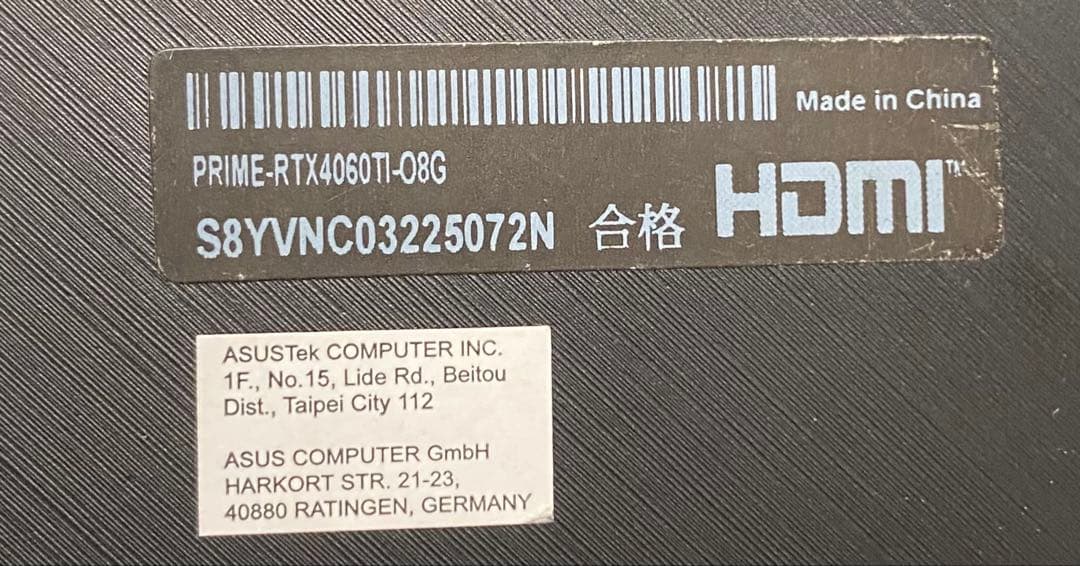 Made in China
PRIME-RTX4060TI-O8G
S8YVNC03225072N 合格 HDMI™
ASUSTek COMPUTER INC.
1F., No.15, Lide Rd., Beitou
Dist., Taipei City 112
ASUS COMPUTER GmbH
HARKORT STR. 21-23,
40880 RATINGEN, GERMANY